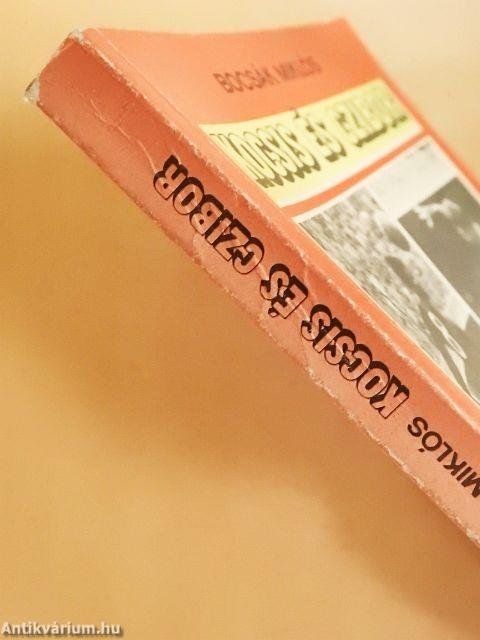 BOCSÁK MIKLÓS
KOCSIS ÉS CZIBOR
MIKLÓS KOCSIS ÉS CZIBOR
Antikvárium.hu